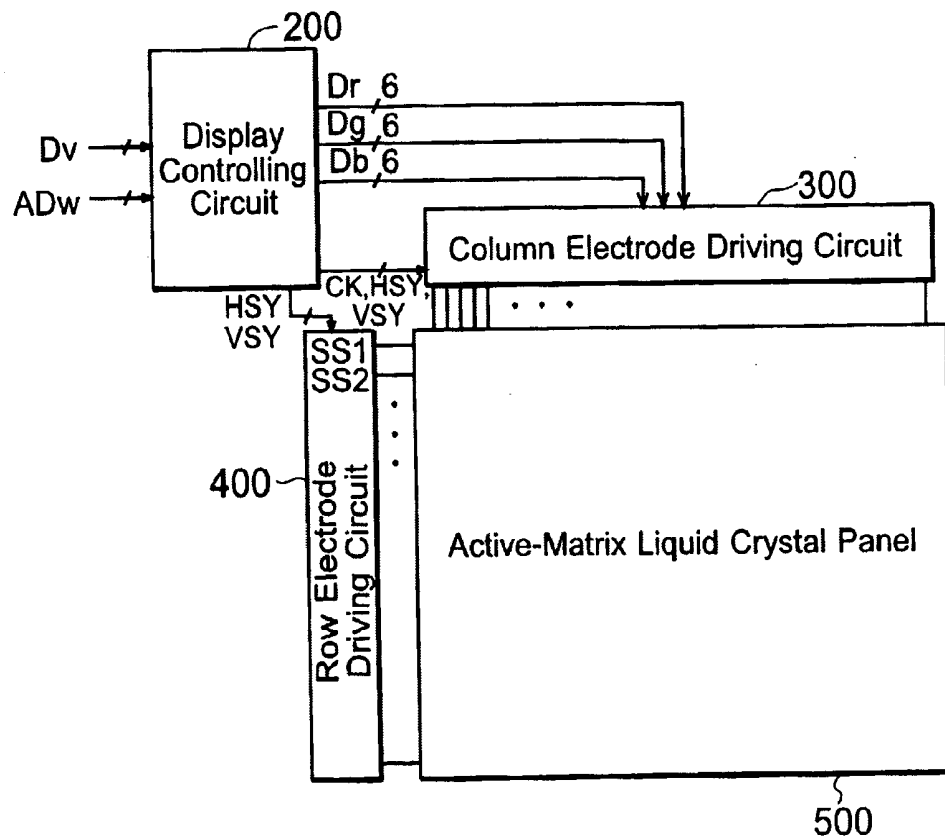 200
Dr 6
Dg 6
Db 6
Dv
ADw
Display
Controlling
Circuit
300
Column Electrode Driving Circuit
CK,HSY,
VSY
HSY
VSY
SS1
SS2
400
Row Electrode
Driving Circuit
Active-Matrix Liquid Crystal Panel
500